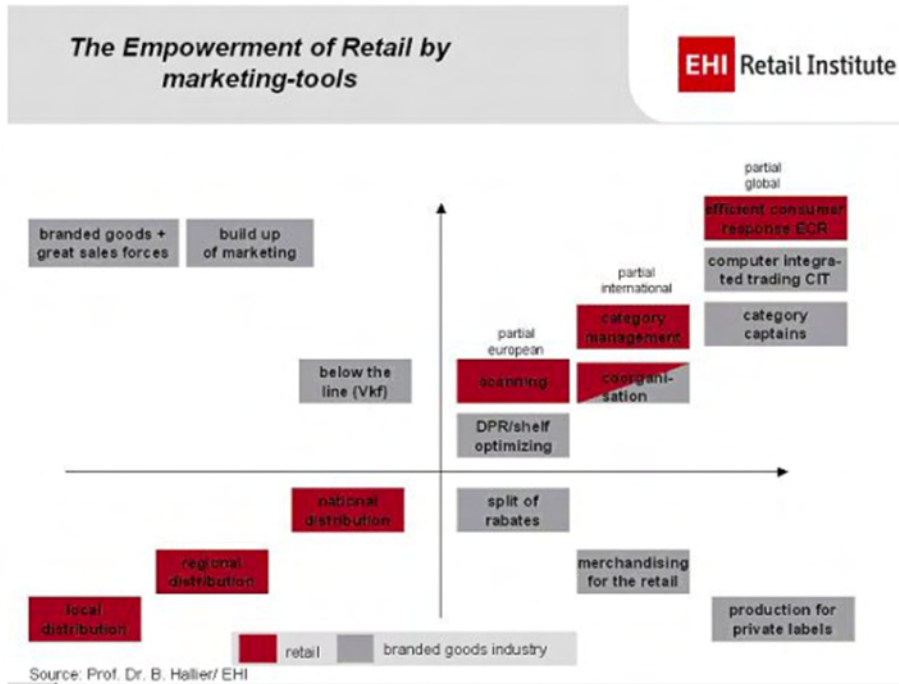 The Empowerment of Retail by
marketing-tools
EHI Retail Institute
partial
global
efficient consumer
response ECR
branded goods +
great sales forces
build up
of marketing
computer integra-
ted trading CIT
partial
international
category
management
category
captains
partial
european
below the
line (Vkf)
scanning
coorgani-
sation
DPR/shelf
optimizing
national
distribution
split of
rabates
regional
distribution
merchandising
for the retail
local
distribution
production for
private labels
retail
branded goods industry
Source: Prof. Dr. B. Hallier/ EHI